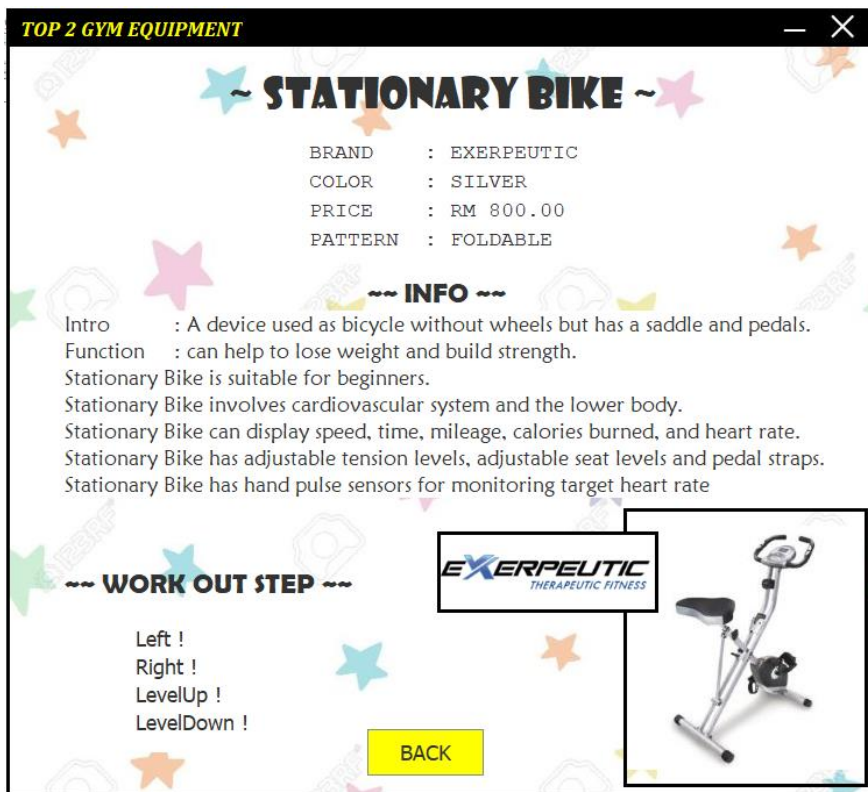 TOP 2 GYM EQUIPMENT
~ STATIONARY BIKE ~
BRAND : EXERPEUTIC
COLOR : SILVER
PRICE : RM 800.00
PATTERN : FOLDABLE
~~ INFO ~~
Intro : A device used as bicycle without wheels but has a saddle and pedals.
Function : can help to lose weight and build strength.
Stationary Bike is suitable for beginners.
Stationary Bike involves cardiovascular system and the lower body.
Stationary Bike can display speed, time, mileage, calories burned, and heart rate.
Stationary Bike has adjustable tension levels, adjustable seat levels and pedal straps.
Stationary Bike has hand pulse sensors for monitoring target heart rate
EXERPEUTIC
THERAPEUTIC FITNESS
~~ WORK OUT STEP ~~
Left !
Right !
LevelUp !
LevelDown !
BACK
123RF